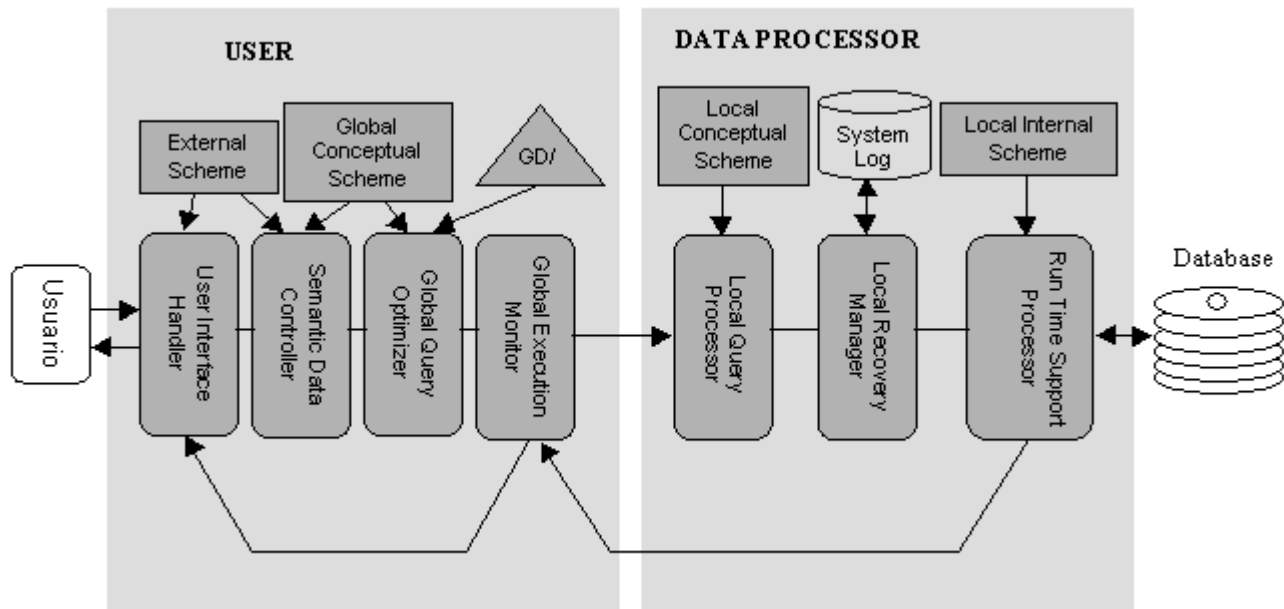 USER
DATA PROCESSOR
External
Scheme
Global
Conceptual
Scheme
GD/
Local
Conceptual
Scheme
System
Log
Local Internal
Scheme
Usuario
User Interface
Handler
Semantic Data
Controller
Global Query
Optimizer
Global Execution
Monitor
Local Query
Processor
Local Recovery
Manager
Run Time Support
Processor
Database